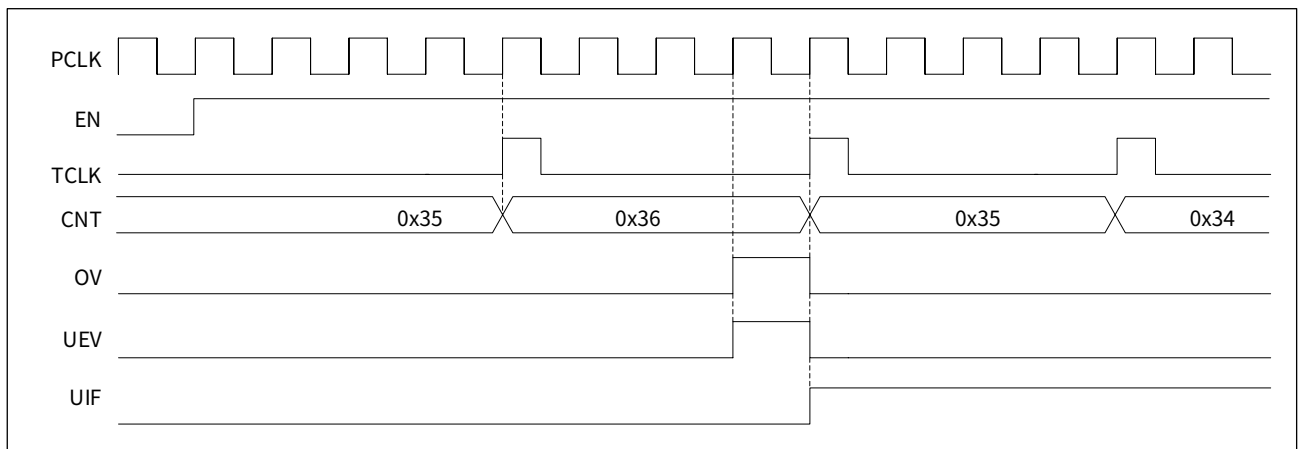 PCLK
EN
TCLK
CNT 0x35 0x36 0x35 0x34
OV
UEV
UIF